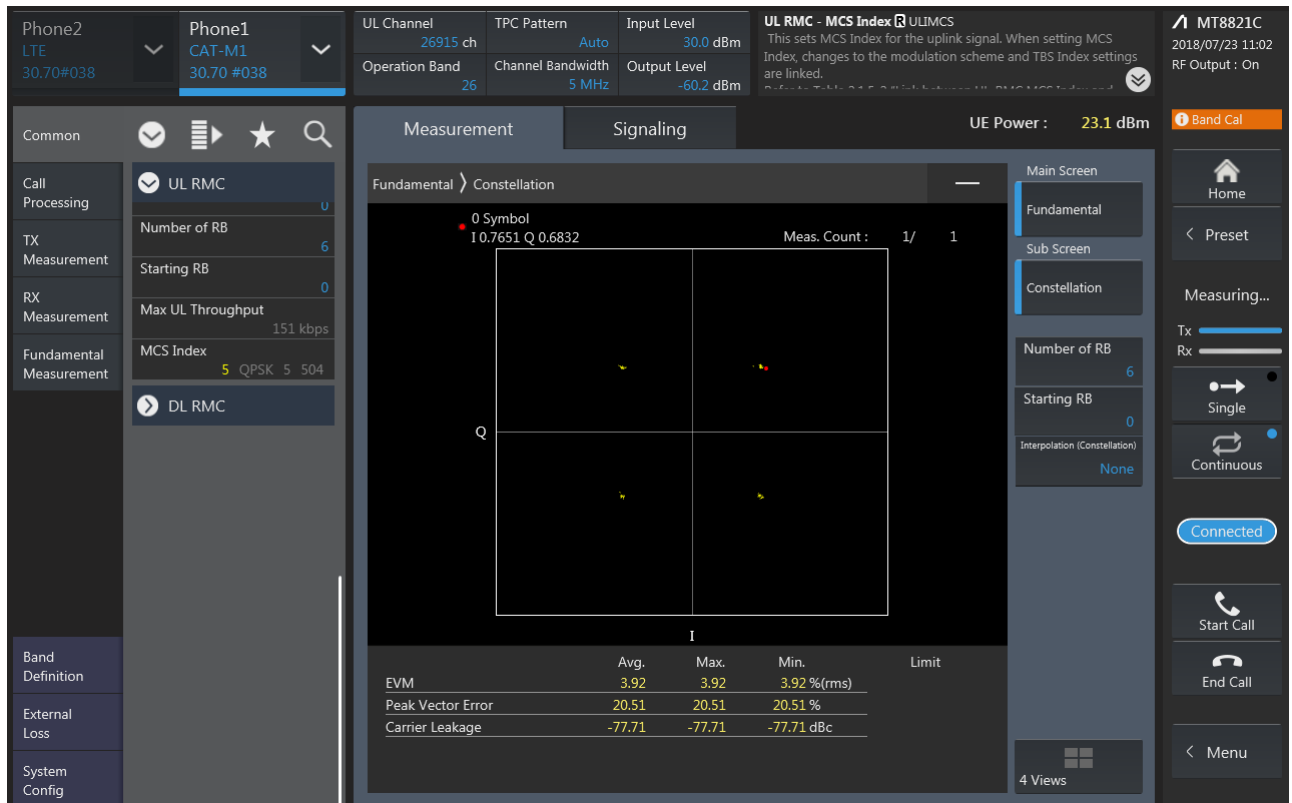 Phone2
LTE
30.70#038
Phone1
CAT-M1
30.70 #038
UL Channel
26915 ch
Operation Band
26
TPC Pattern
Auto
Channel Bandwidth
5 MHz
Input Level
30.0 dBm
Output Level
-60.2 dBm
UL RMC - MCS Index R ULIMCS
This sets MCS Index for the uplink signal. When setting MCS
Index, changes to the modulation scheme and TBS Index settings
are linked.
MT8821C
2018/07/23 11:02
RF Output : On
Common
Call
Processing
TX
Measurement
RX
Measurement
Fundamental
Measurement
Band
Definition
External
Loss
System
Config
UL RMC
0
Number of RB
6
Starting RB
0
Max UL Throughput
151 kbps
MCS Index
5 QPSK 5 504
DL RMC
Measurement
Signaling
UE Power : 23.1 dBm
Fundamental 〉 Constellation
0 Symbol
I 0.7651 Q 0.6832
Meas. Count : 1/ 1
Q
I
Avg. Max. Min. Limit
EVM 3.92 3.92 3.92 %(rms)
Peak Vector Error 20.51 20.51 20.51 %
Carrier Leakage -77.71 -77.71 -77.71 dBc
Main Screen
Fundamental
Sub Screen
Constellation
Number of RB
6
Starting RB
0
Interpolation (Constellation)
None
4 Views
Band Cal
Home
< Preset
Measuring...
Tx
Rx
Single
Continuous
Connected
Start Call
End Call
< Menu